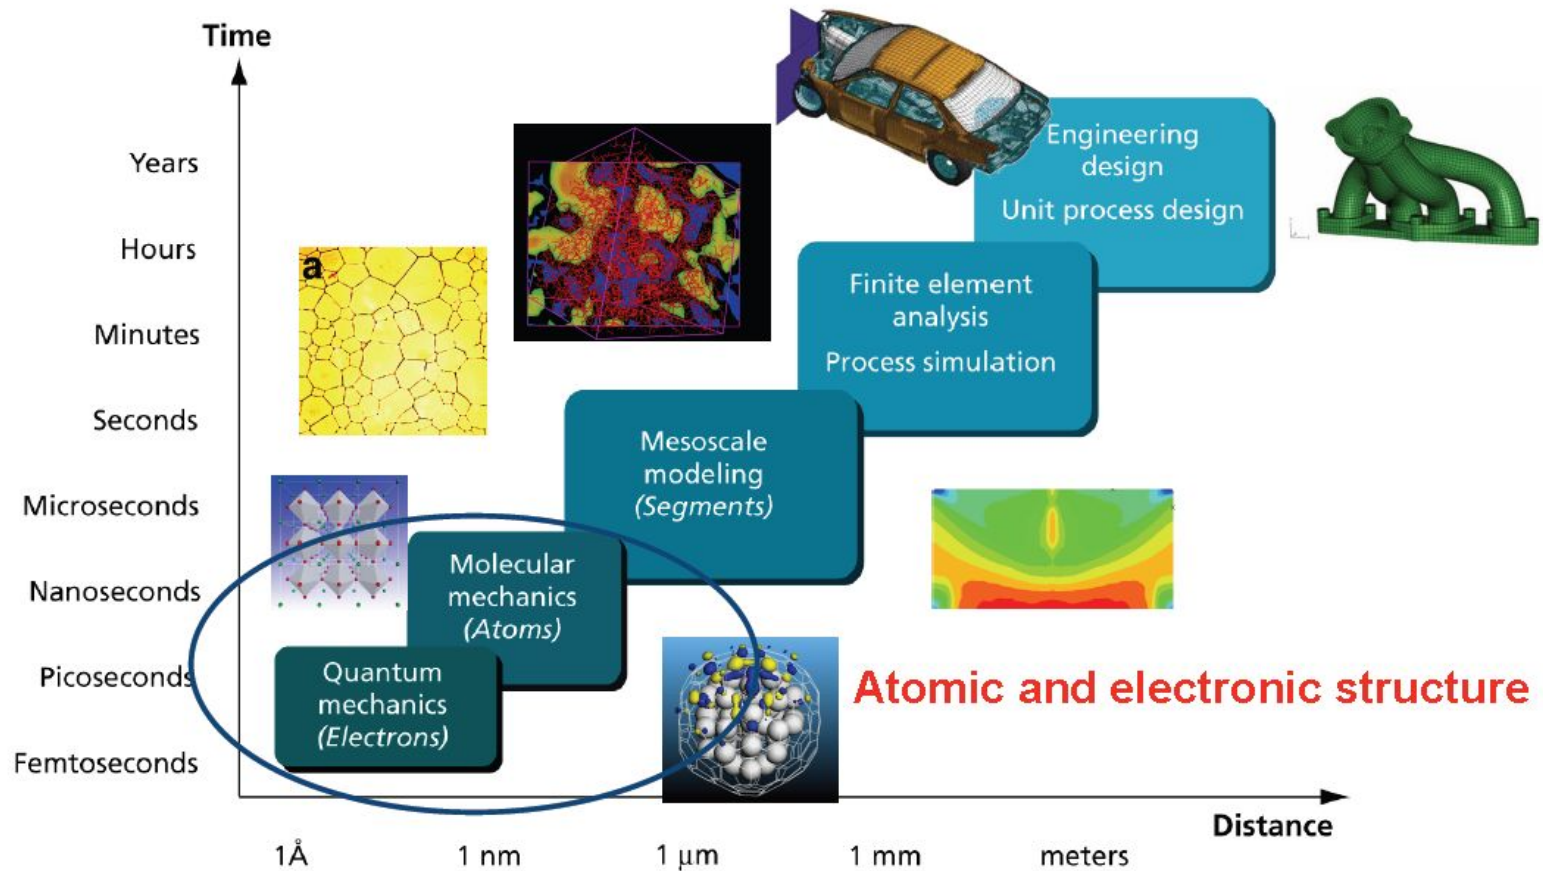 Time
Years
Hours
Minutes
Seconds
Microseconds
Nanoseconds
Picoseconds
Femtoseconds
a
Engineering
design
Unit process design
Finite element
analysis
Process simulation
Mesoscale
modeling
(Segments)
Molecular
mechanics
(Atoms)
Quantum
mechanics
(Electrons)
Atomic and electronic structure
Distance
1Å
1 nm
1 μm
1 mm
meters